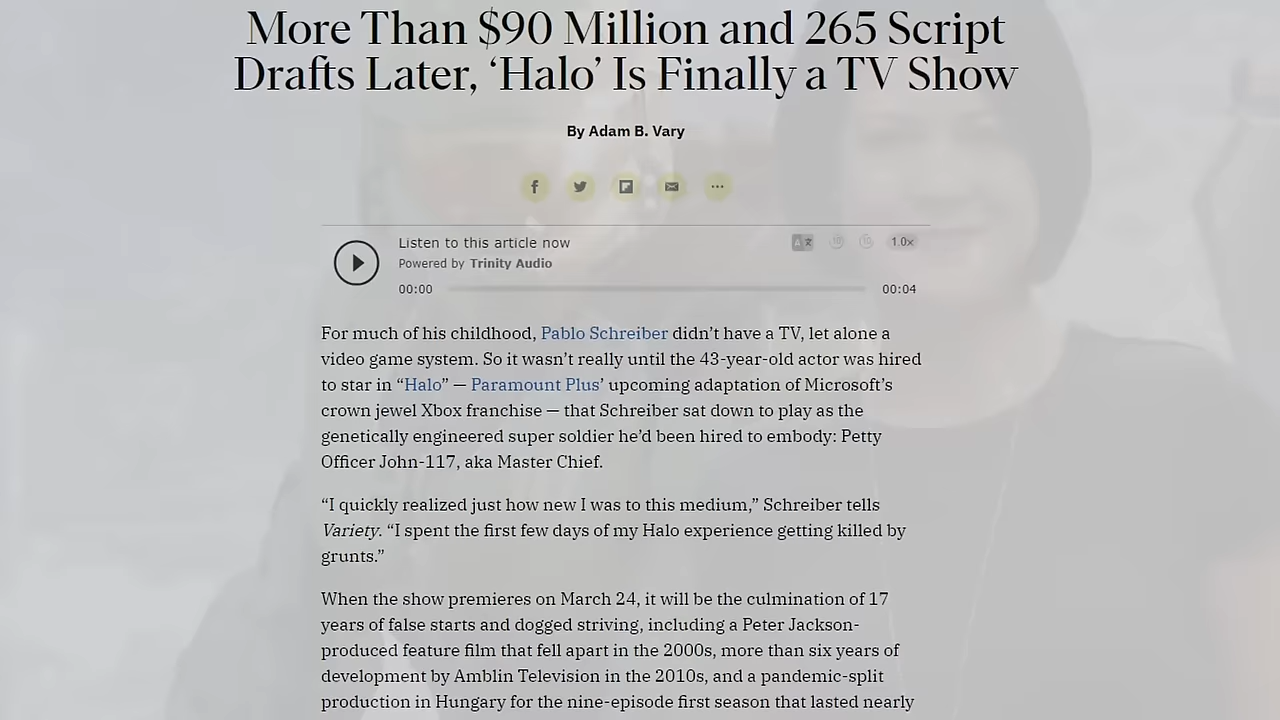 More Than $90 Million and 265 Script
Drafts Later, ‘Halo’ Is Finally a TV Show
By Adam B. Vary
Listen to this article now
Powered by Trinity Audio
1.0×
00:00
00:04
For much of his childhood, Pablo Schreiber didn’t have a TV, let alone a
video game system. So it wasn’t really until the 43-year-old actor was hired
to star in “Halo” — Paramount Plus’ upcoming adaptation of Microsoft’s
crown jewel Xbox franchise — that Schreiber sat down to play as the
genetically engineered super soldier he’d been hired to embody: Petty
Officer John-117, aka Master Chief.
“I quickly realized just how new I was to this medium,” Schreiber tells
Variety. “I spent the first few days of my Halo experience getting killed by
grunts.”
When the show premieres on March 24, it will be the culmination of 17
years of false starts and dogged striving, including a Peter Jackson-
produced feature film that fell apart in the 2000s, more than six years of
development by Amblin Television in the 2010s, and a pandemic-split
production in Hungary for the nine-episode first season that lasted nearly